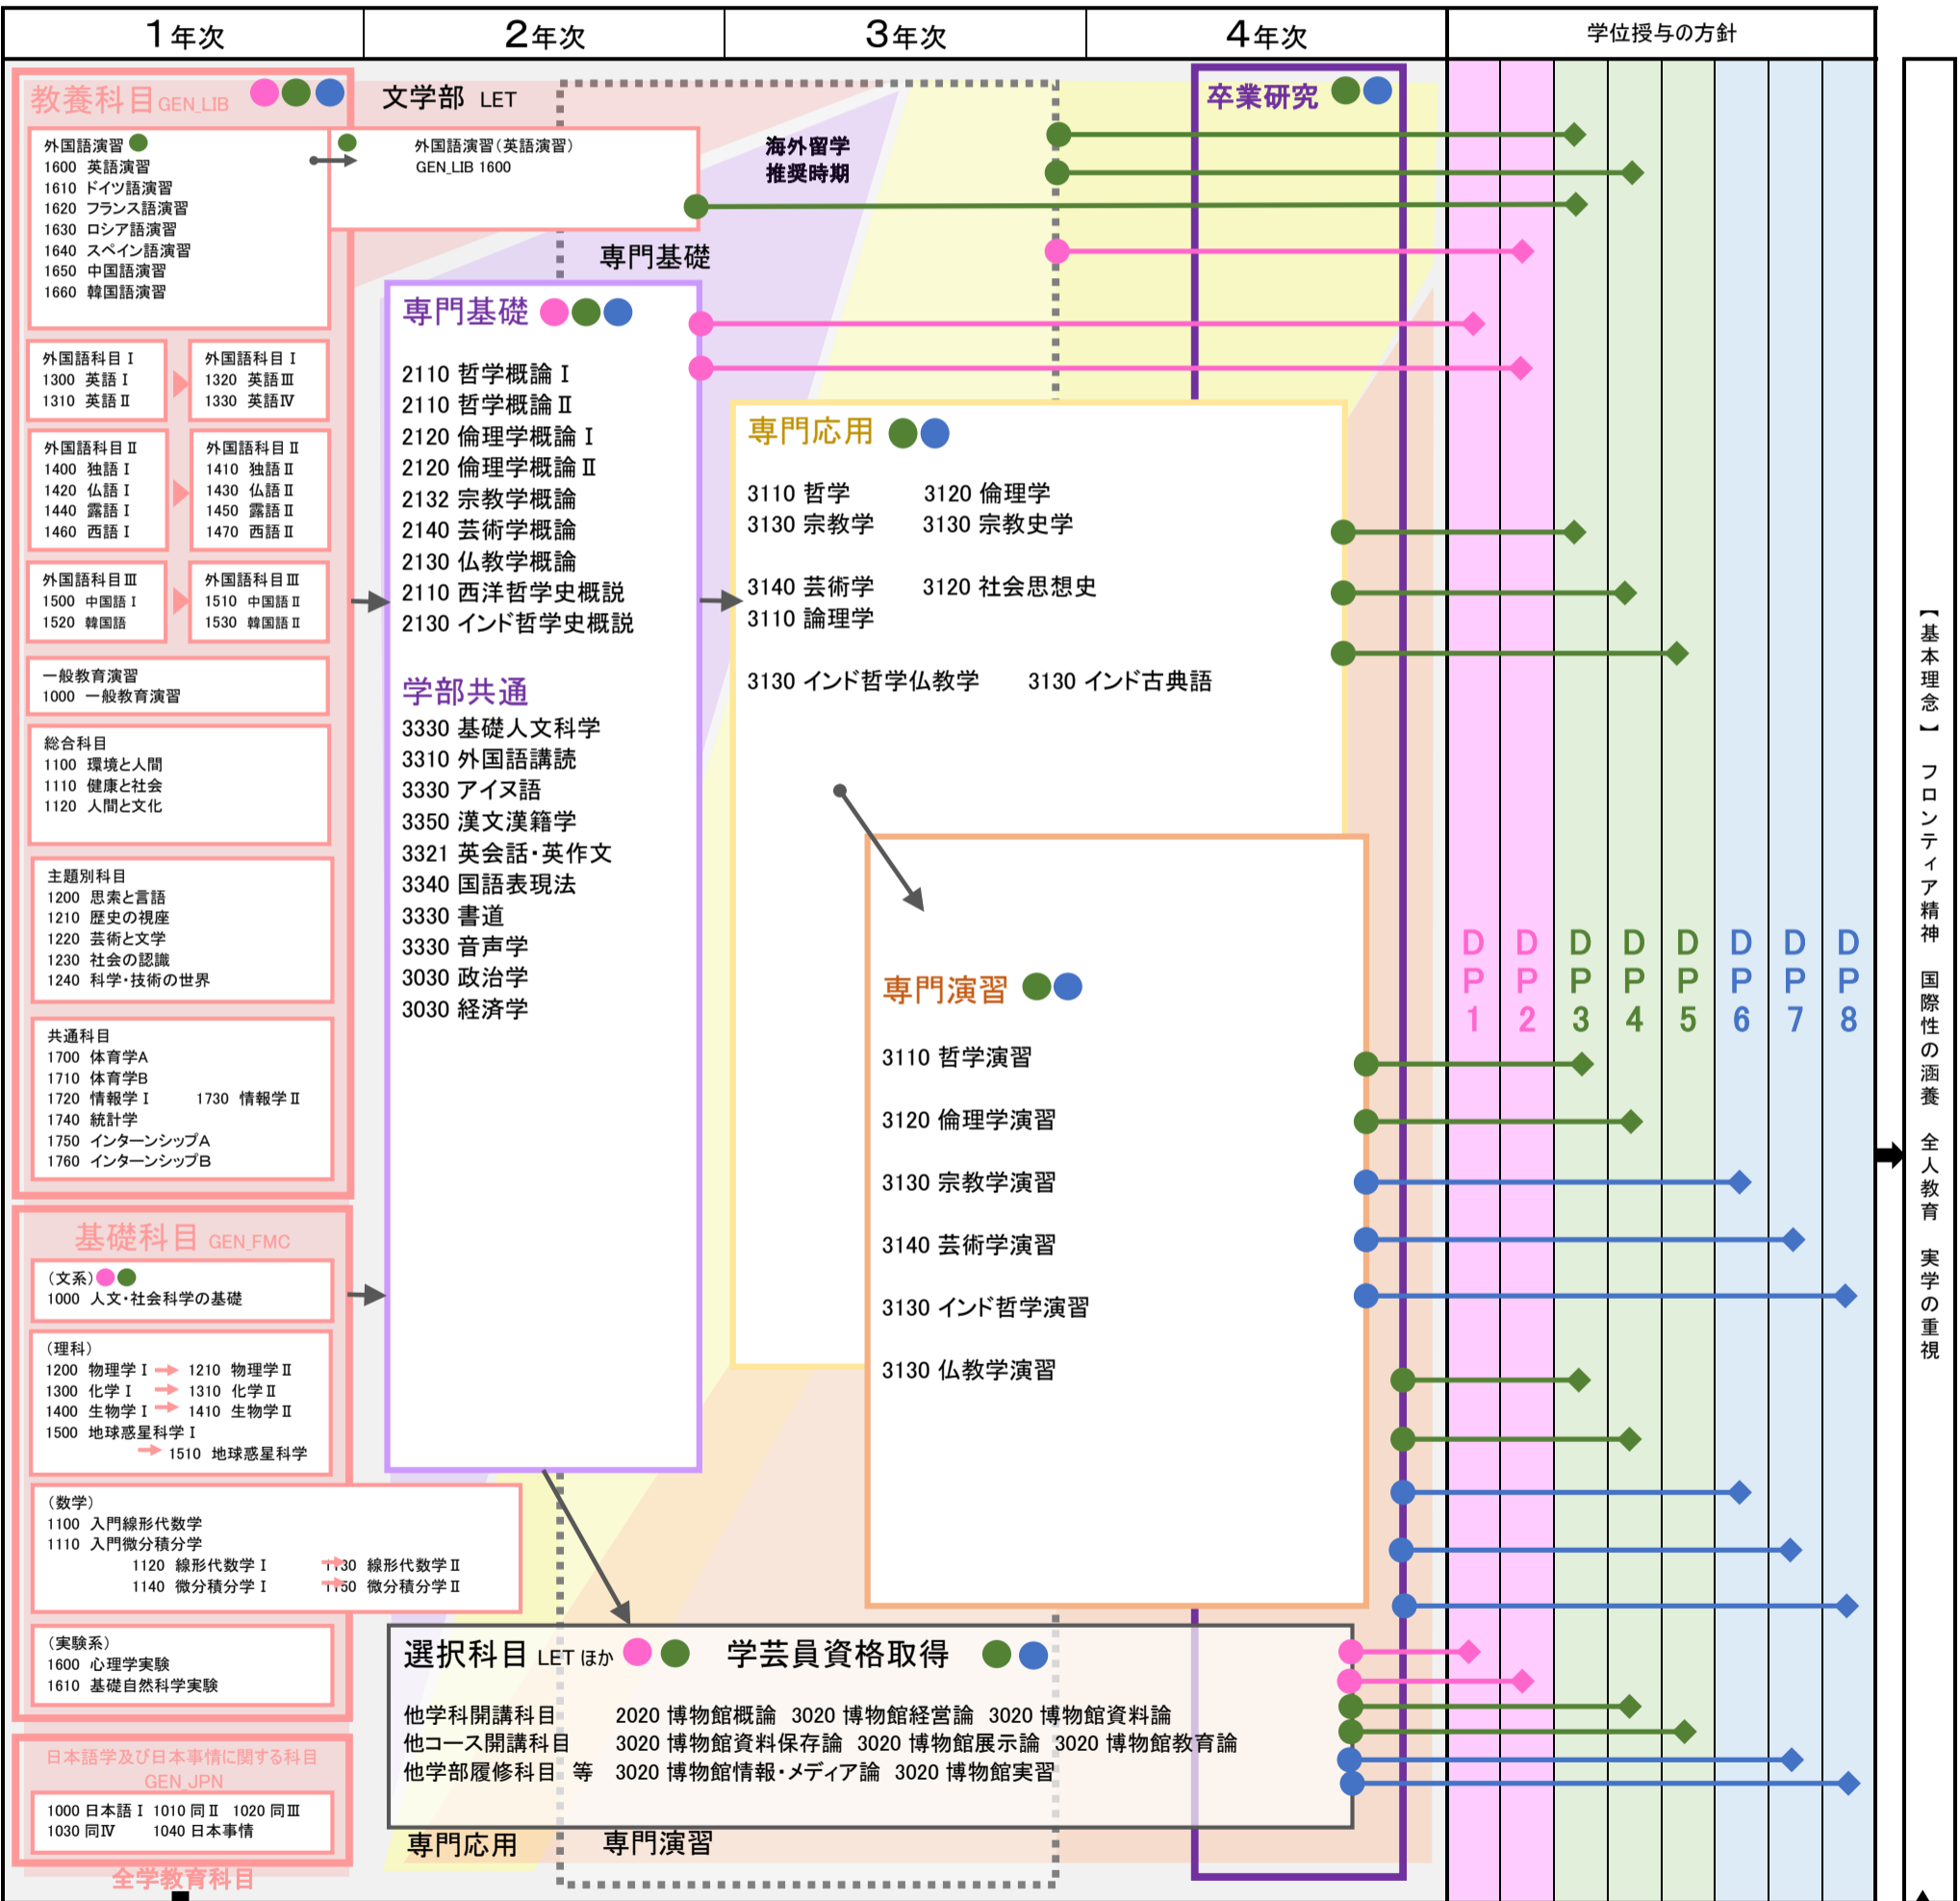 1年次
2年次
3年次
4年次
学位授与の方針
教養科目GEN_LIB
文学部 LET
卒業研究
外国語演習
1600 英語演習
1610 ドイツ語演習
1620 フランス語演習
1630 ロシア語演習
1640 スペイン語演習
1650 中国語演習
1660 韓国語演習
外国語演習(英語演習)
GEN_LIB 1600
海外留学
推奨時期
専門基礎
外国語科目Ⅰ
1300 英語Ⅰ
1310 英語Ⅱ
外国語科目Ⅰ
1320 英語Ⅲ
1330 英語Ⅳ
外国語科目Ⅱ
1400 独語Ⅰ
1420 仏語Ⅰ
1440 露語Ⅰ
1460 西語Ⅰ
外国語科目Ⅱ
1410 独語Ⅱ
1430 仏語Ⅱ
1450 露語Ⅱ
1470 西語Ⅱ
外国語科目Ⅲ
1500 中国語Ⅰ
1520 韓国語
外国語科目Ⅲ
1510 中国語Ⅱ
1530 韓国語Ⅱ
一般教育演習
1000 一般教育演習
総合科目
1100 環境と人間
1110 健康と社会
1120 人間と文化
主題別科目
1200 思索と言語
1210 歴史の視座
1220 芸術と文学
1230 社会の認識
1240 科学・技術の世界
共通科目
1700 体育学A
1710 体育学B
1720 情報学Ⅰ 1730 情報学Ⅱ
1740 統計学
1750 インターンシップA
1760 インターンシップB
基礎科目 GEN_FMC
(文系)
1000 人文・社会科学の基礎
(理科)
1200 物理学Ⅰ 1210 物理学Ⅱ
1300 化学Ⅰ 1310 化学Ⅱ
1400 生物学Ⅰ 1410 生物学Ⅱ
1500 地球惑星科学Ⅰ
1510 地球惑星科学
(数学)
1100 入門線形代数学
1110 入門微分積分学
1120 線形代数学Ⅰ 1130 線形代数学Ⅱ
1140 微分積分学Ⅰ 1150 微分積分学Ⅱ
(実験系)
1600 心理学実験
1610 基礎自然科学実験
日本語学及び日本事情に関する科目
GEN_JPN
1000 日本語Ⅰ 1010 同Ⅱ 1020 同Ⅲ
1030 同Ⅳ 1040 日本事情
全学教育科目
専門基礎
2110 哲学概論Ⅰ
2110 哲学概論Ⅱ
2120 倫理学概論Ⅰ
2120 倫理学概論Ⅱ
2132 宗教学概論
2140 芸術学概論
2130 仏教学概論
2110 西洋哲学史概説
2130 インド哲学史概説
学部共通
3330 基礎人文科学
3310 外国語講読
3330 アイヌ語
3350 漢文漢籍学
3321 英会話・英作文
3340 国語表現法
3330 書道
3330 音声学
3030 政治学
3030 経済学
専門応用
3110 哲学 3120 倫理学
3130 宗教学 3130 宗教史学
3140 芸術学 3120 社会思想史
3110 論理学
3130 インド哲学仏教学 3130 インド古典語
専門演習
3110 哲学演習
3120 倫理学演習
3130 宗教学演習
3140 芸術学演習
3130 インド哲学演習
3130 仏教学演習
選択科目 LET ほか 学芸員資格取得
他学科開講科目 2020 博物館概論 3020 博物館経営論 3020 博物館資料論
他コース開講科目 3020 博物館資料保存論 3020 博物館展示論 3020 博物館教育論
他学部履修科目 等 3020 博物館情報・メディア論 3020 博物館実習
専門応用 専門演習
DP1
DP2
DP3
DP4
DP5
DP6
DP7
DP8
【基本理念】 フロンティア精神 国際性の涵養 全人教育 実学の重視